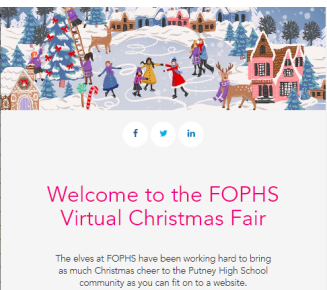 Welcome to the FOPHS
Virtual Christmas Fair
The elves at FOPHS have been working hard to bring
as much Christmas cheer to the Putney High School
community as you can fit on to a website.